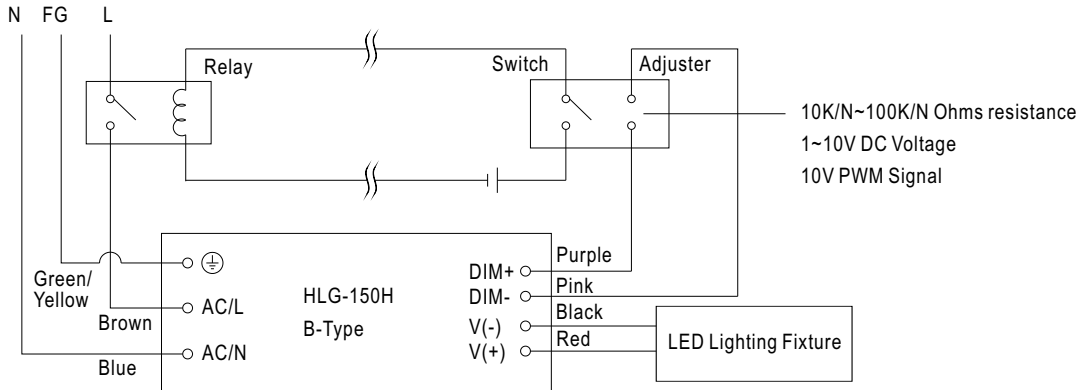 N FG L
Relay
Switch
Adjuster
10K/N~100K/N Ohms resistance
1~10V DC Voltage
10V PWM Signal
Green/
Yellow
Brown
Blue
AC/L
AC/N
HLG-150H
B-Type
DIM+
DIM-
V(-)
V(+)
Purple
Pink
Black
Red
LED Lighting Fixture